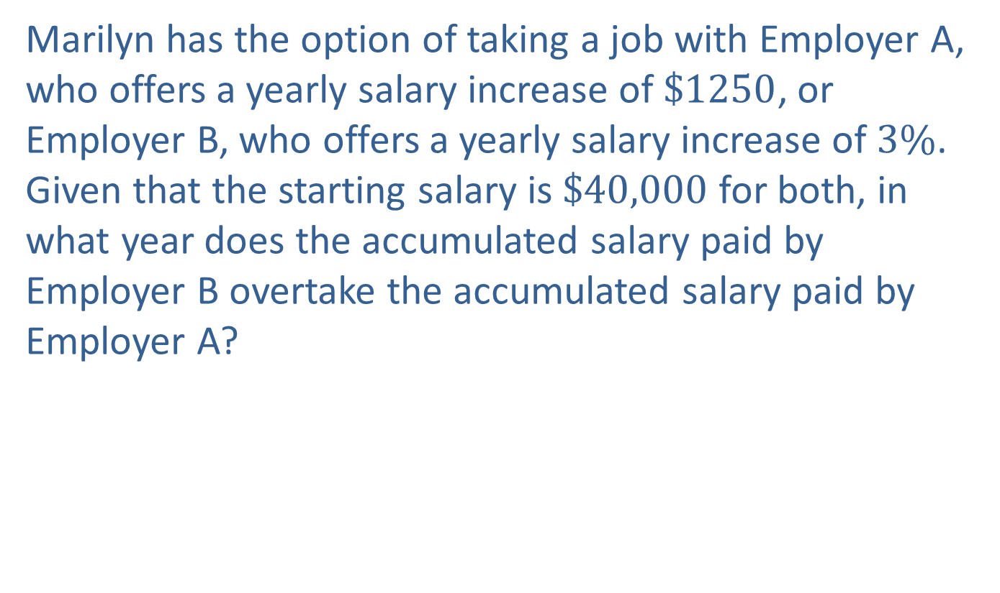 Marilyn has the option of taking a job with Employer A,
who offers a yearly salary increase of $1250, or
Employer B, who offers a yearly salary increase of 3%.
Given that the starting salary is $40,000 for both, in
what year does the accumulated salary paid by
Employer B overtake the accumulated salary paid by
Employer A?